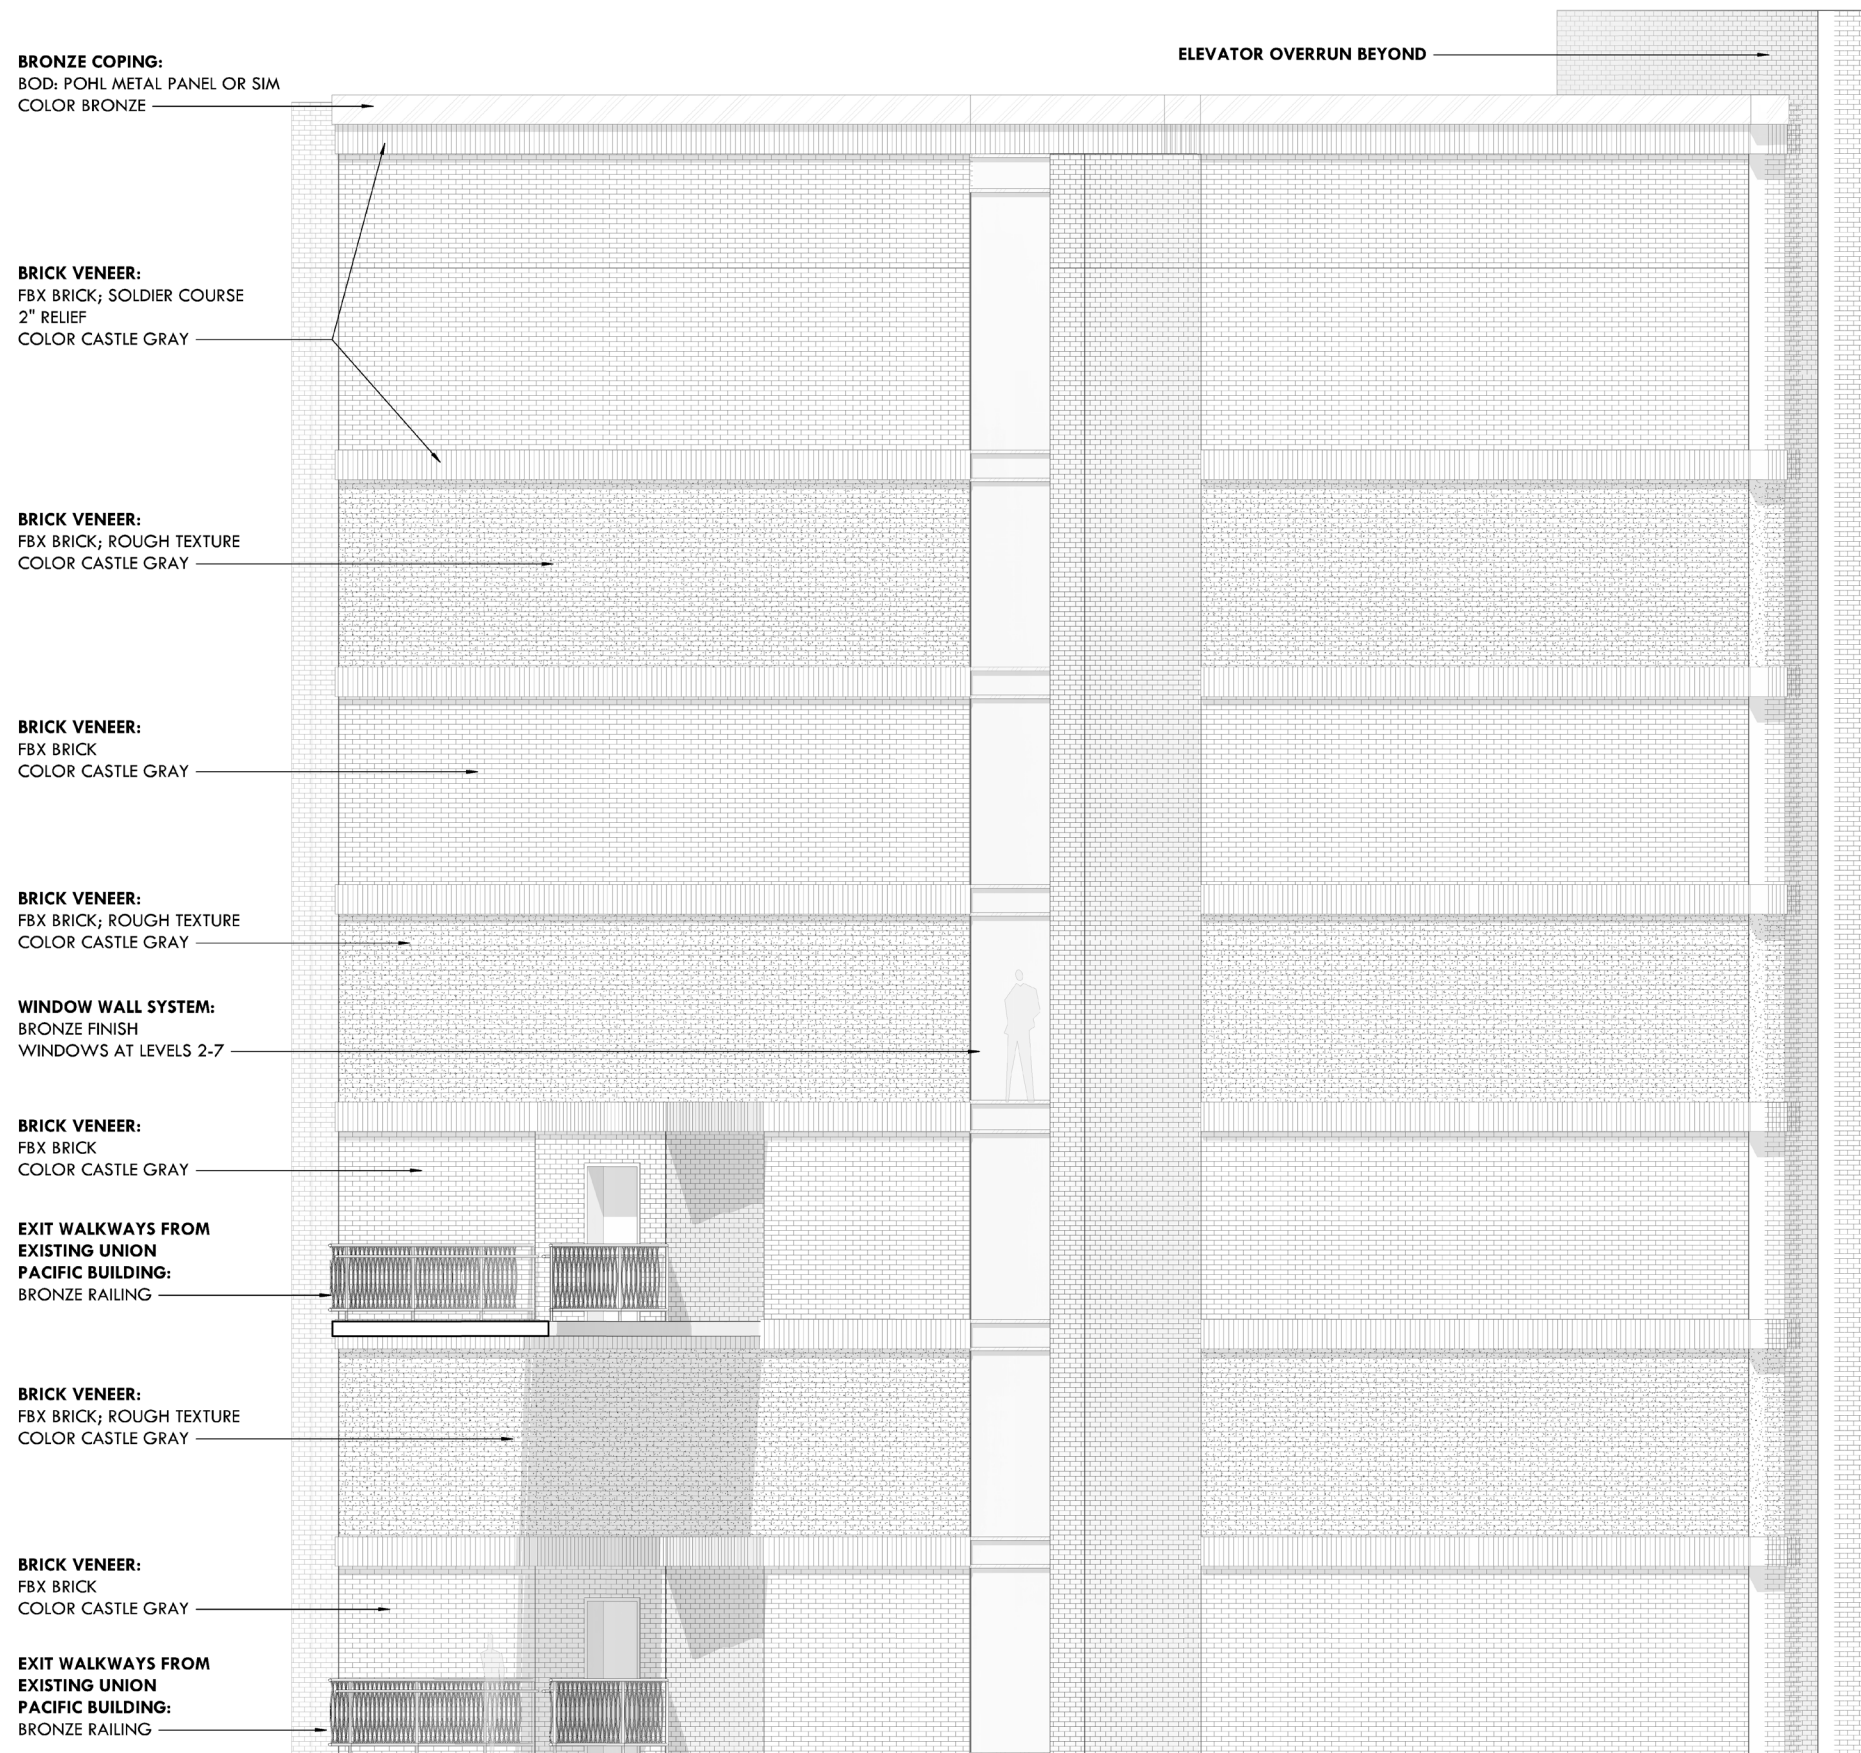 ELEVATOR OVERRUN BEYOND
BRONZE COPING:
BOD: POHL METAL PANEL OR SIM
COLOR BRONZE
BRICK VENEER:
FBX BRICK; SOLDIER COURSE
2" RELIEF
COLOR CASTLE GRAY
BRICK VENEER:
FBX BRICK; ROUGH TEXTURE
COLOR CASTLE GRAY
BRICK VENEER:
FBX BRICK
COLOR CASTLE GRAY
BRICK VENEER:
FBX BRICK; ROUGH TEXTURE
COLOR CASTLE GRAY
WINDOW WALL SYSTEM:
BRONZE FINISH
WINDOWS AT LEVELS 2-7
BRICK VENEER:
FBX BRICK
COLOR CASTLE GRAY
EXIT WALKWAYS FROM
EXISTING UNION
PACIFIC BUILDING:
BRONZE RAILING
BRICK VENEER:
FBX BRICK; ROUGH TEXTURE
COLOR CASTLE GRAY
BRICK VENEER:
FBX BRICK
COLOR CASTLE GRAY
EXIT WALKWAYS FROM
EXISTING UNION
PACIFIC BUILDING:
BRONZE RAILING